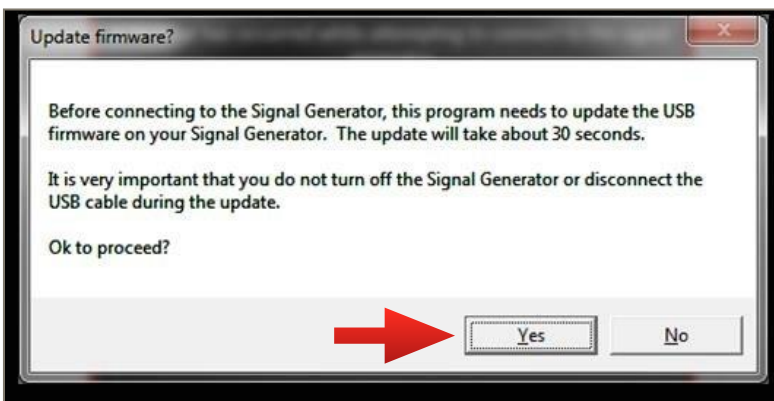 Update firmware?
Before connecting to the Signal Generator, this program needs to update the USB
firmware on your Signal Generator.  The update will take about 30 seconds.
It is very important that you do not turn off the Signal Generator or disconnect the
USB cable during the update.
Ok to proceed?
Yes No